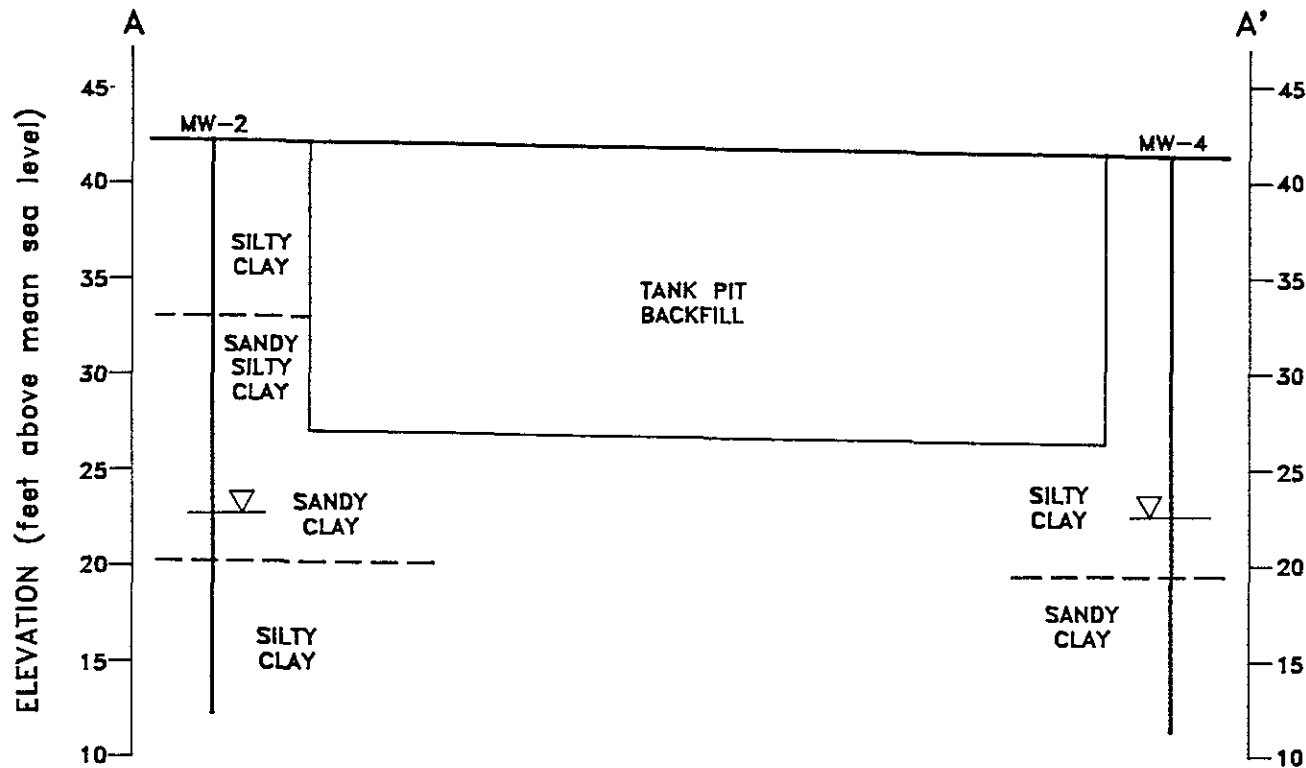 A
A'
ELEVATION (feet above mean sea level)
45
40
35
30
25
20
15
10
MW-2
SILTY
CLAY
SANDY
SILTY
CLAY
SANDY
CLAY
SILTY
CLAY
TANK PIT
BACKFILL
MW-4
SILTY
CLAY
SANDY
CLAY
45
40
35
30
25
20
15
10